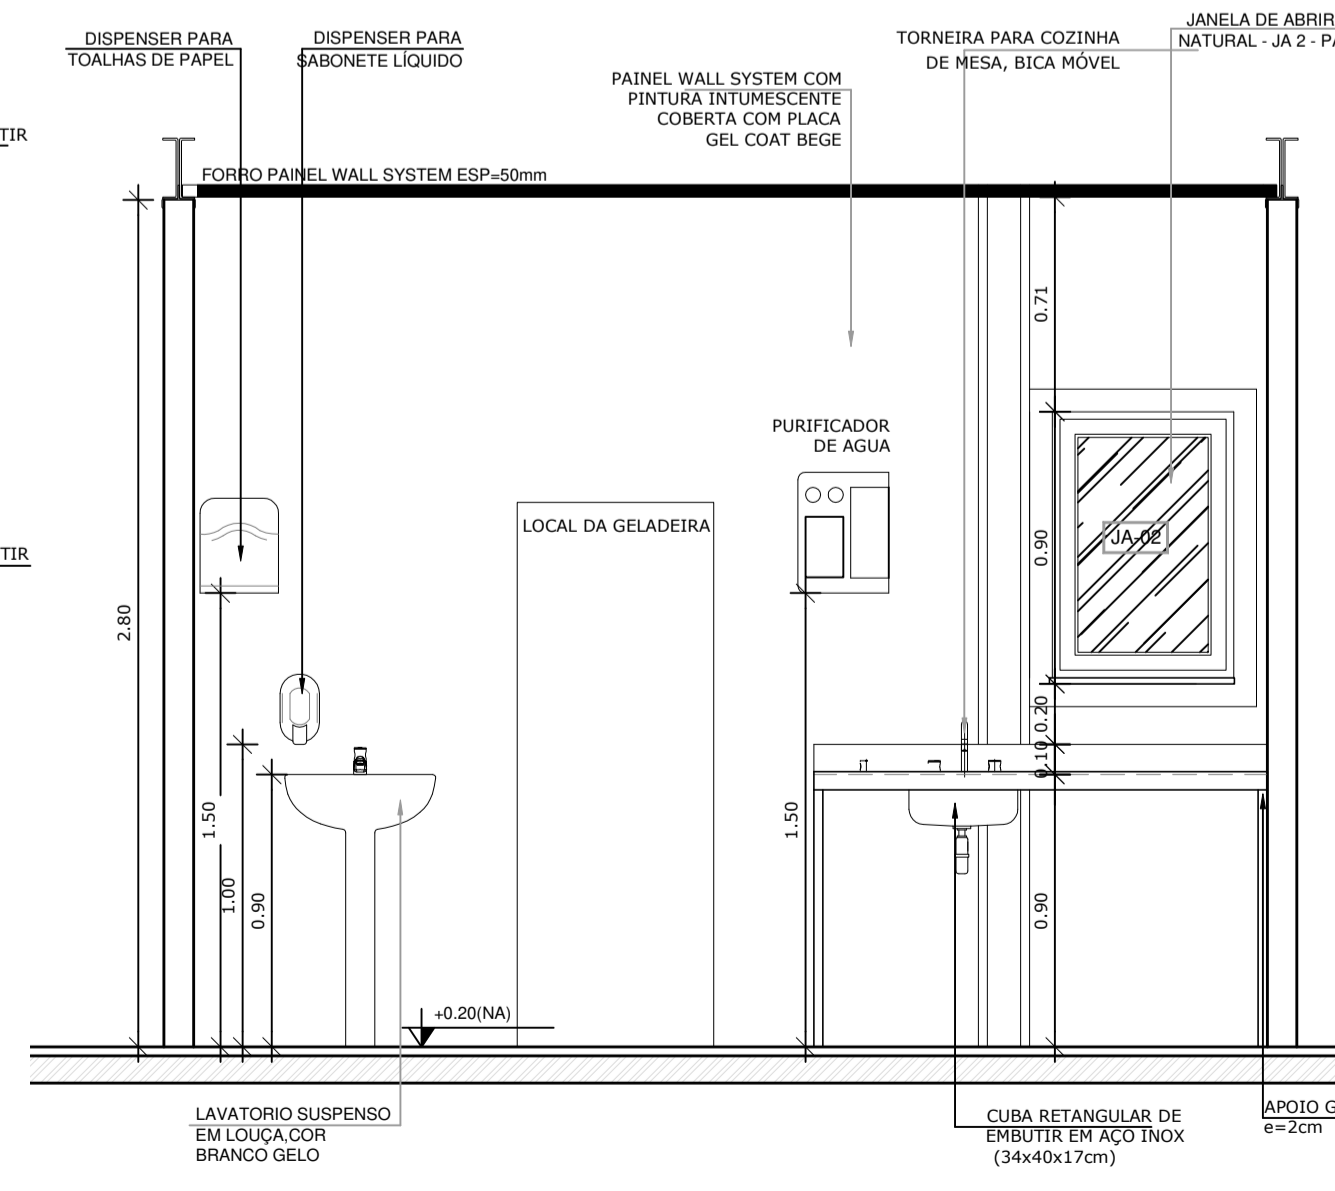 DISPENSER PARA
TOALHAS DE PAPEL
DISPENSER PARA
SABONETE LÍQUIDO
TORNEIRA PARA COZINHA
DE MESA, BICA MÓVEL
JANELA DE ABRIR
NATURAL - JA 2 - PA
PAINEL WALL SYSTEM COM
PINTURA INTUMESCENTE
COBERTA COM PLACA
GEL COAT BEGE
TIR
FORRO PAINEL WALL SYSTEM ESP=50mm
0.71
PURIFICADOR
DE AGUA
LOCAL DA GELADEIRA
JA-02
0.90
TIR
2.80
0.20
0.10
1.50
1.00
0.90
1.50
0.90
+0.20(NA)
LAVATORIO SUSPENSO
EM LOUÇA,COR
BRANCO GELO
CUBA RETANGULAR DE
EMBUTIR EM AÇO INOX
(34x40x17cm)
APOIO G
e=2cm